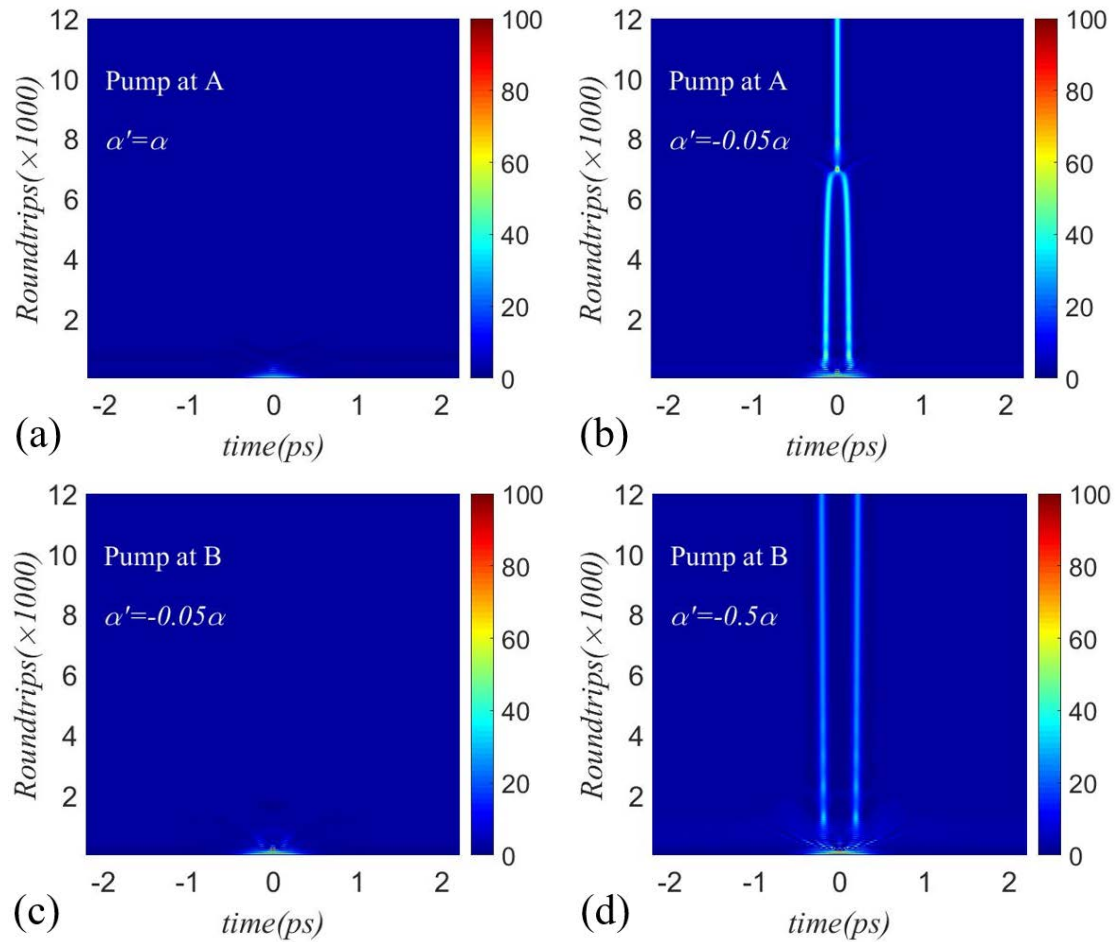 12
10
8
6
4
2
Roundtrips(×1000)
Pump at A
α'=α
100
80
60
40
20
0
-2 -1 0 1 2
time(ps)
(a)
12
10
8
6
4
2
Roundtrips(×1000)
Pump at A
α'=-0.05α
100
80
60
40
20
0
-2 -1 0 1 2
time(ps)
(b)
12
10
8
6
4
2
Roundtrips(×1000)
Pump at B
α'=-0.05α
100
80
60
40
20
0
-2 -1 0 1 2
time(ps)
(c)
12
10
8
6
4
2
Roundtrips(×1000)
Pump at B
α'=-0.5α
100
80
60
40
20
0
-2 -1 0 1 2
time(ps)
(d)